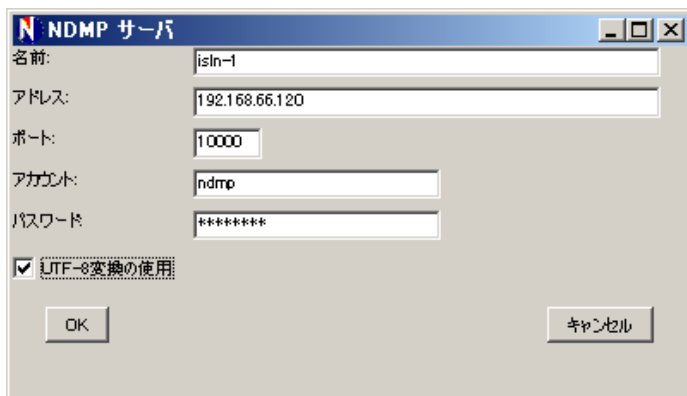 NDMP サーバ
名前: isln-1
アドレス: 192.168.66.120
ポート: 10000
アカウント: ndmp
パスワード: ********
UTF-8変換の使用
OK キャンセル